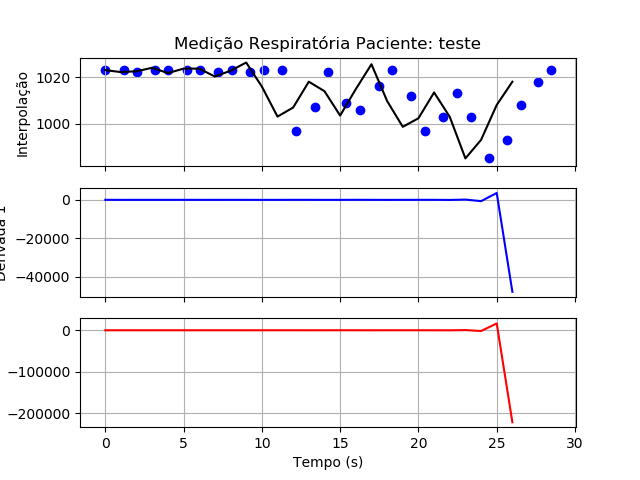 Medição Respiratória Paciente: teste
Interpolação
1020
1000
Derivada 1
0
−20000
−40000
0
−100000
−200000
0 5 10 15 20 25 30
Tempo (s)